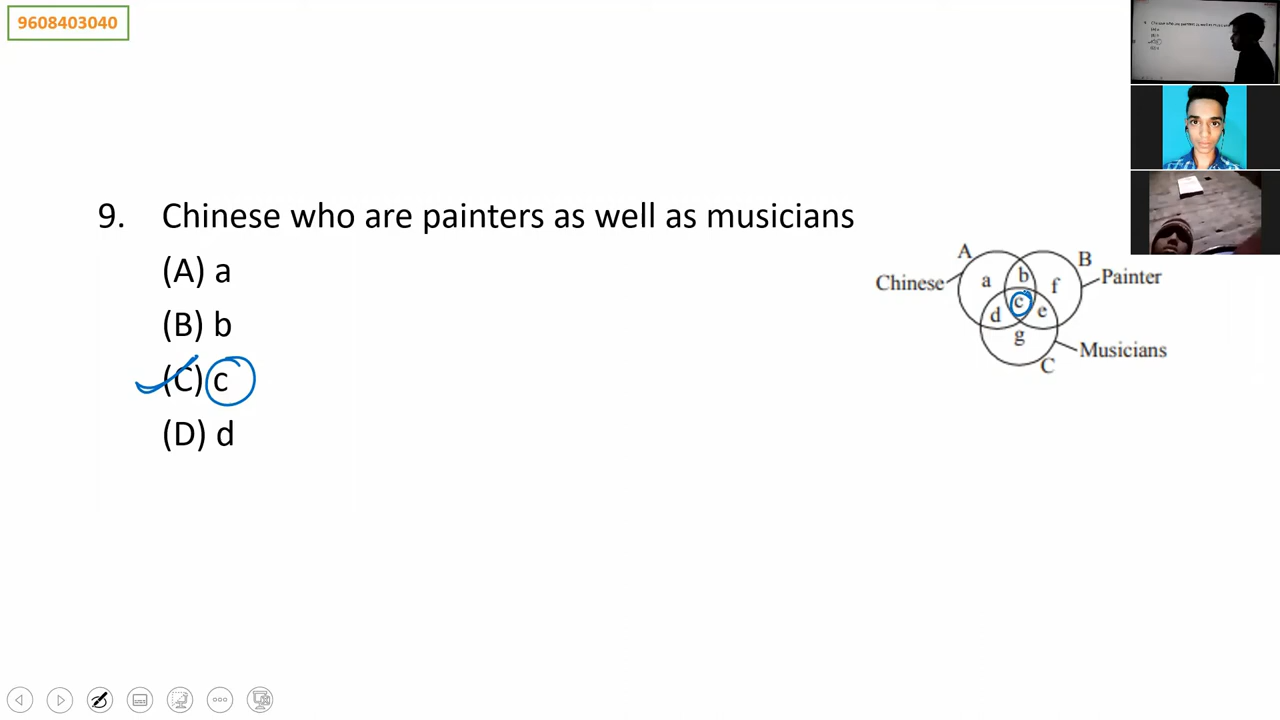 9608403040
9. Chinese who are painters as well as musicians
(A) a
(B) b
(C) c
(D) d
A
B
Chinese
a
b
f
Painter
c
d
e
g
Musicians
C